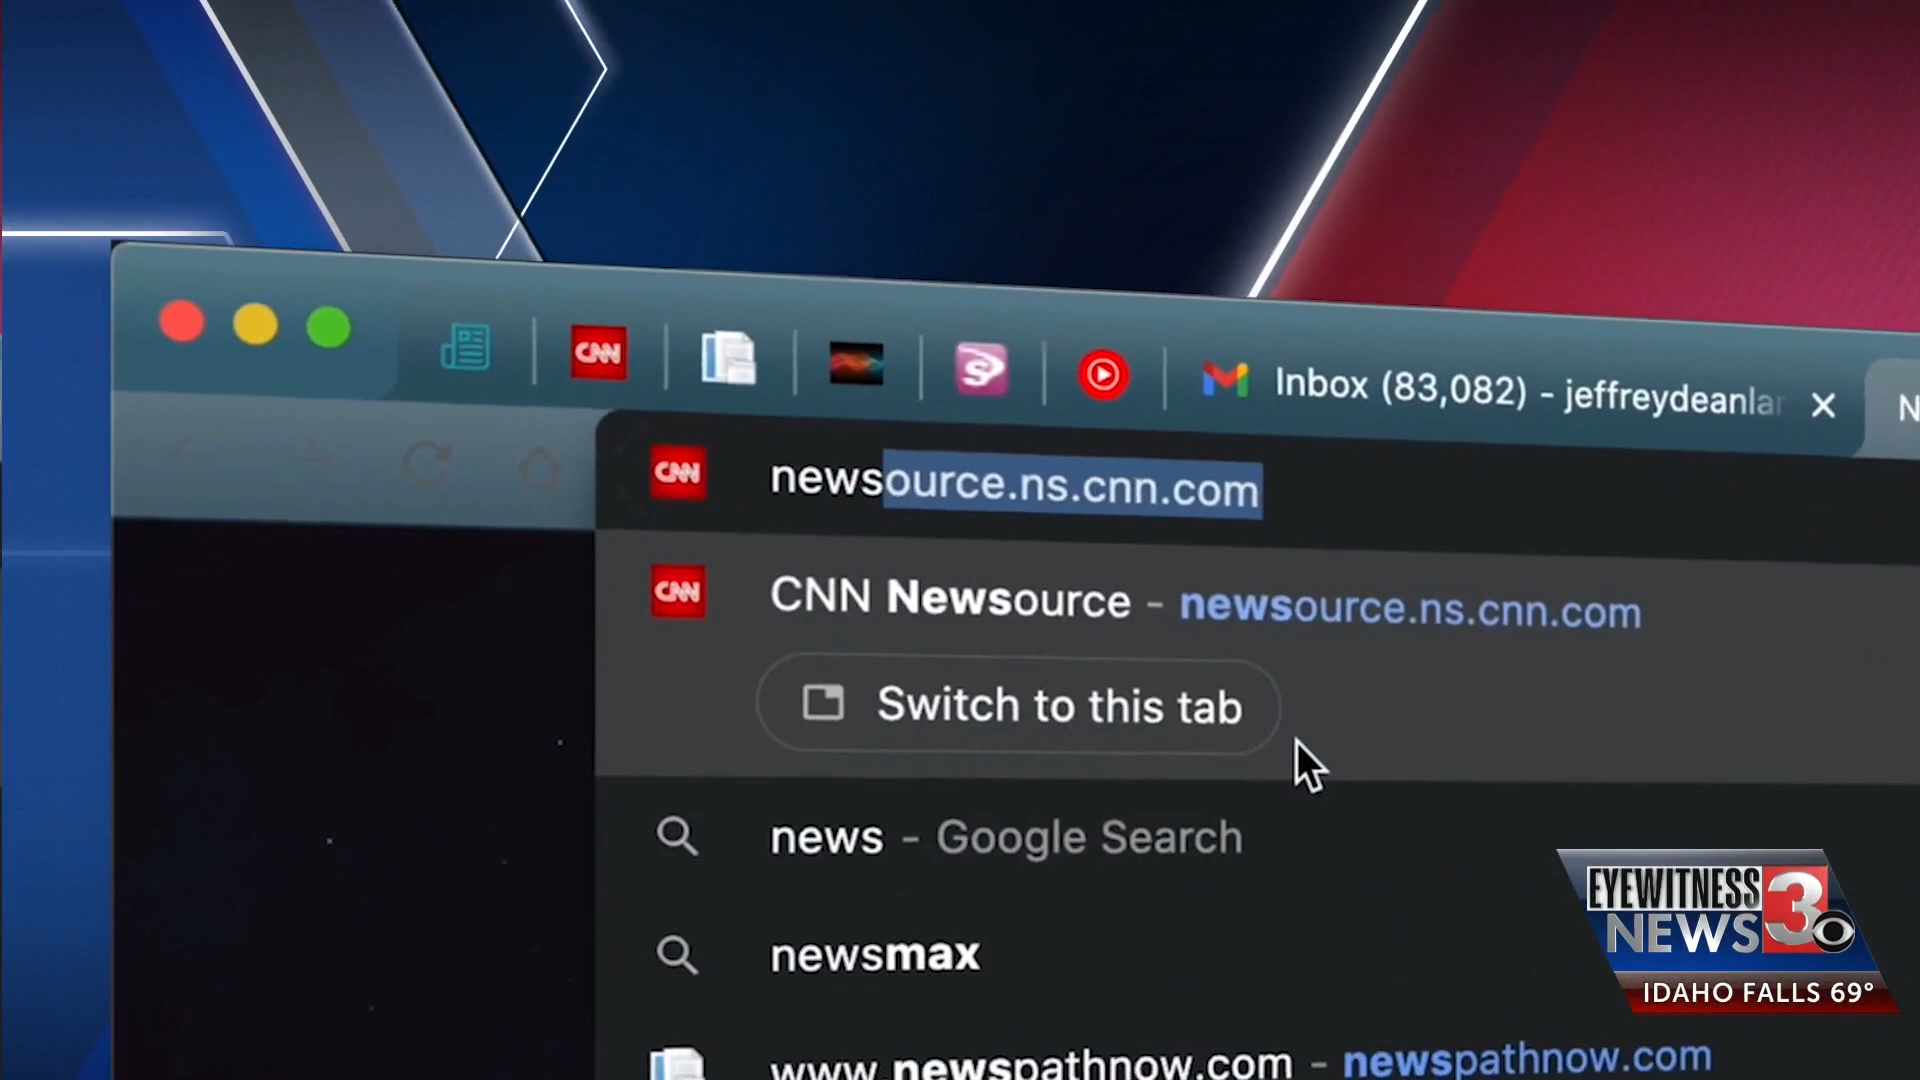 CNN
Inbox (83,082) - jeffreydeanlar
N
CNN
newsource.ns.cnn.com
CNN
CNN Newsource - newsource.ns.cnn.com
Switch to this tab
news - Google Search
newsmax
www.newspathnow.com - newspathnow.com
EYEWITNESS
NEWS 3
IDAHO FALLS 69°